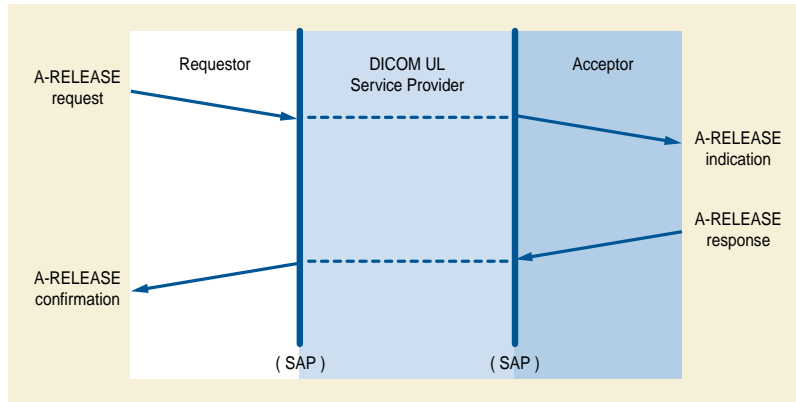 Requestor
DICOM UL
Service Provider
Acceptor
A-RELEASE
request
A-RELEASE
indication
A-RELEASE
response
A-RELEASE
confirmation
( SAP )
( SAP )